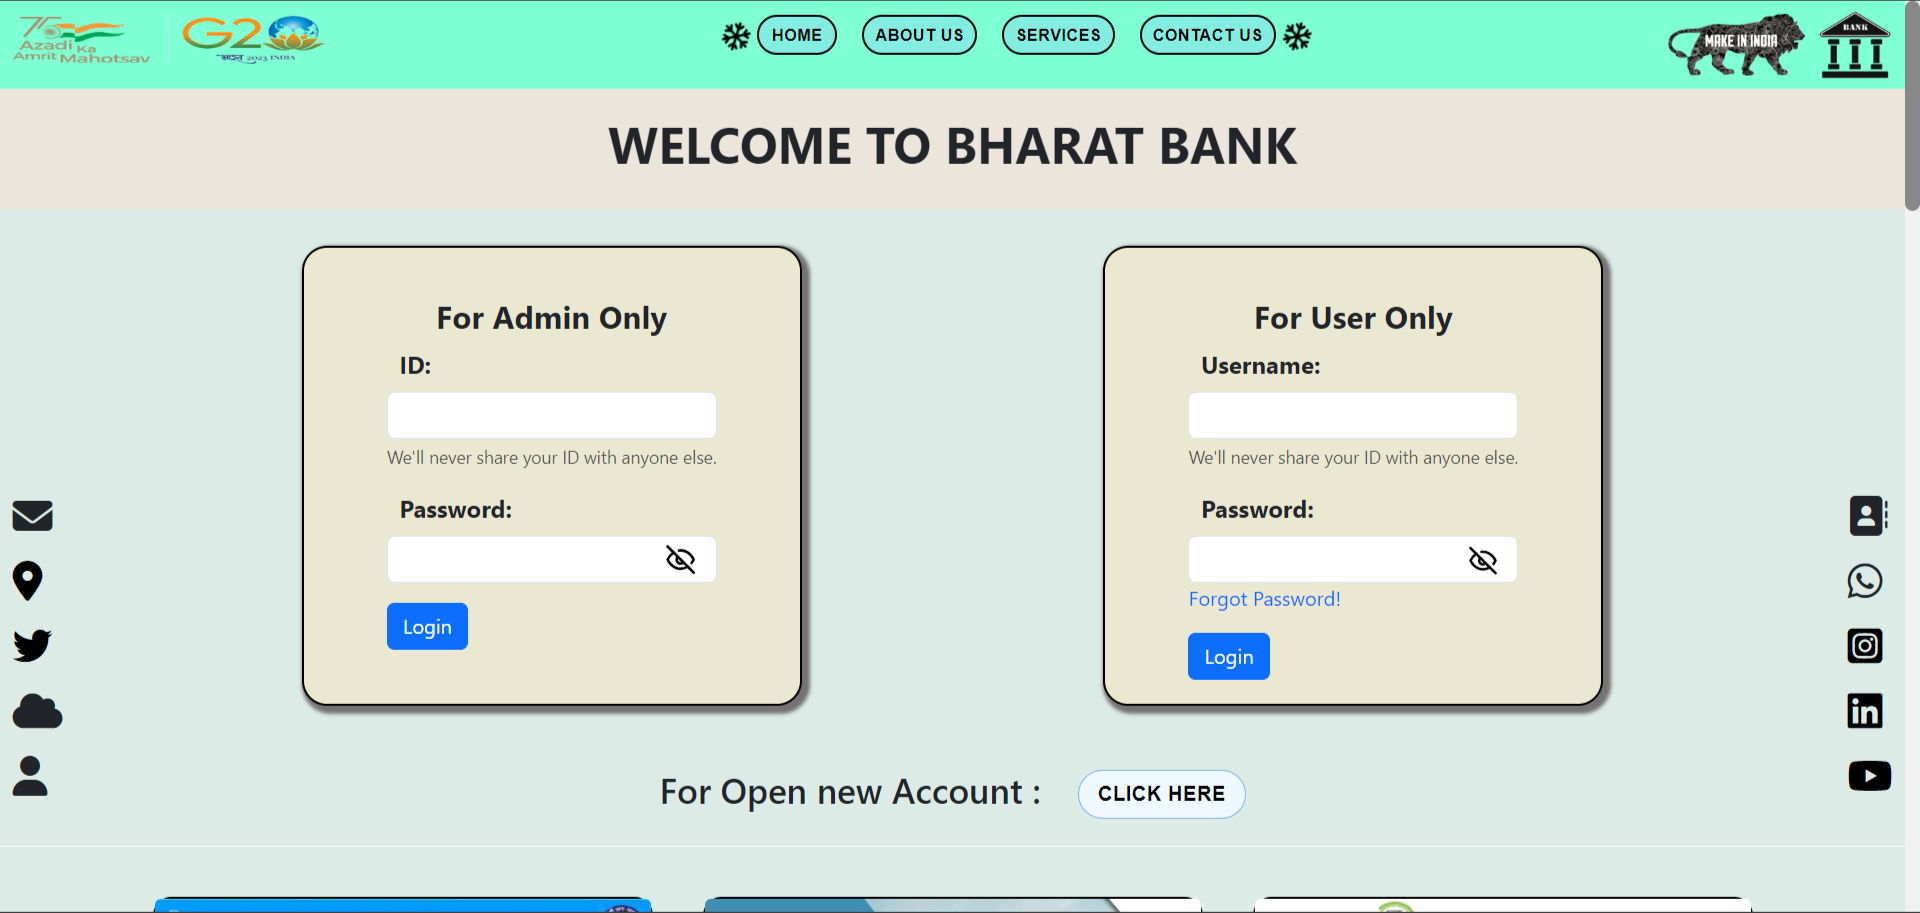 75
Azadi Ka
Amrit Mahotsav
G20
भारत 2023 INDIA
HOME
ABOUT US
SERVICES
CONTACT US
MAKE IN INDIA
BANK
WELCOME TO BHARAT BANK
For Admin Only
ID:
We'll never share your ID with anyone else.
Password:
Login
For User Only
Username:
We'll never share your ID with anyone else.
Password:
Forgot Password!
Login
For Open new Account :
CLICK HERE